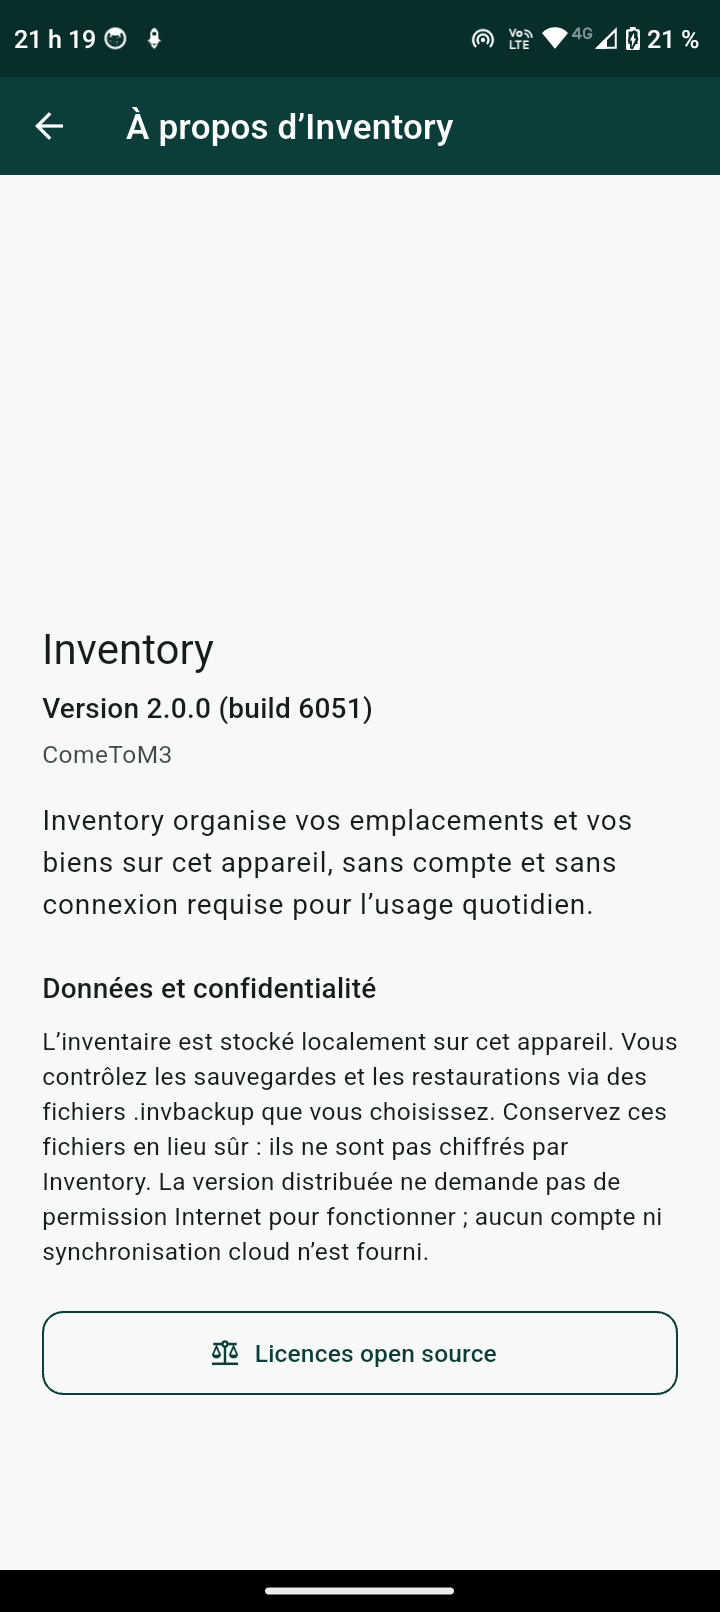 21 h 19
Vo LTE 4G 21 %
À propos d’Inventory
Inventory
Version 2.0.0 (build 6051)
ComeToM3
Inventory organise vos emplacements et vos
biens sur cet appareil, sans compte et sans
connexion requise pour l’usage quotidien.
Données et confidentialité
L’inventaire est stocké localement sur cet appareil. Vous
contrôlez les sauvegardes et les restaurations via des
fichiers .invbackup que vous choisissez. Conservez ces
fichiers en lieu sûr : ils ne sont pas chiffrés par
Inventory. La version distribuée ne demande pas de
permission Internet pour fonctionner ; aucun compte ni
synchronisation cloud n’est fourni.
Licences open source